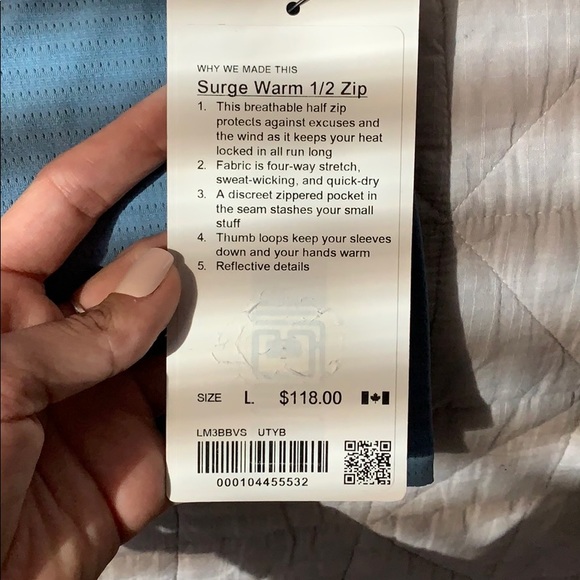 WHY WE MADE THIS
Surge Warm 1/2 Zip
1. This breathable half zip
protects against excuses and
the wind as it keeps your heat
locked in all run long
2. Fabric is four-way stretch,
sweat-wicking, and quick-dry
3. A discreet zippered pocket in
the seam stashes your small
stuff
4. Thumb loops keep your sleeves
down and your hands warm
5. Reflective details
SIZE L. $118.00
LM3BBVS UTYB
000104455532